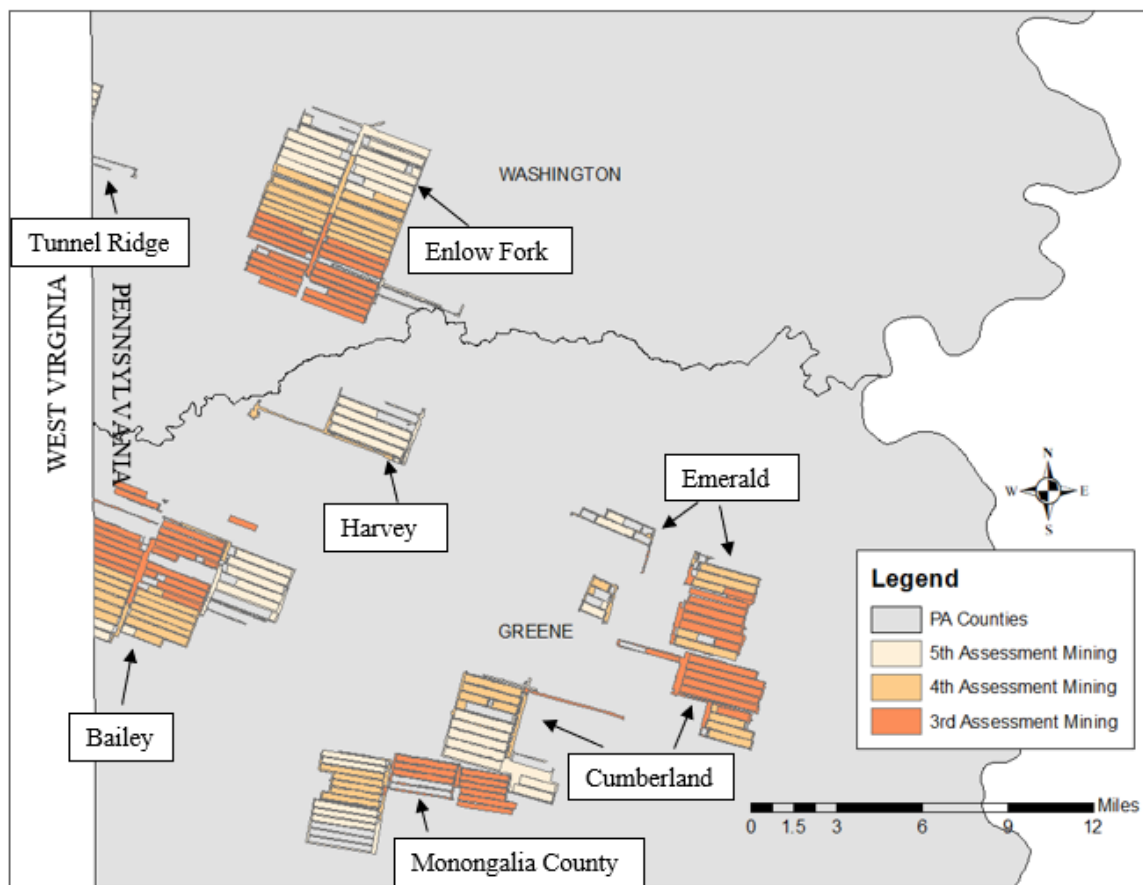 WASHINGTON
Tunnel Ridge
Enlow Fork
WEST VIRGINIA
PENNSYLVANIA
Harvey
Emerald
N
W
E
S
GREENE
Legend
PA Counties
5th Assessment Mining
4th Assessment Mining
3rd Assessment Mining
Bailey
Cumberland
Monongalia County
Miles
0 1.5 3 6 9 12